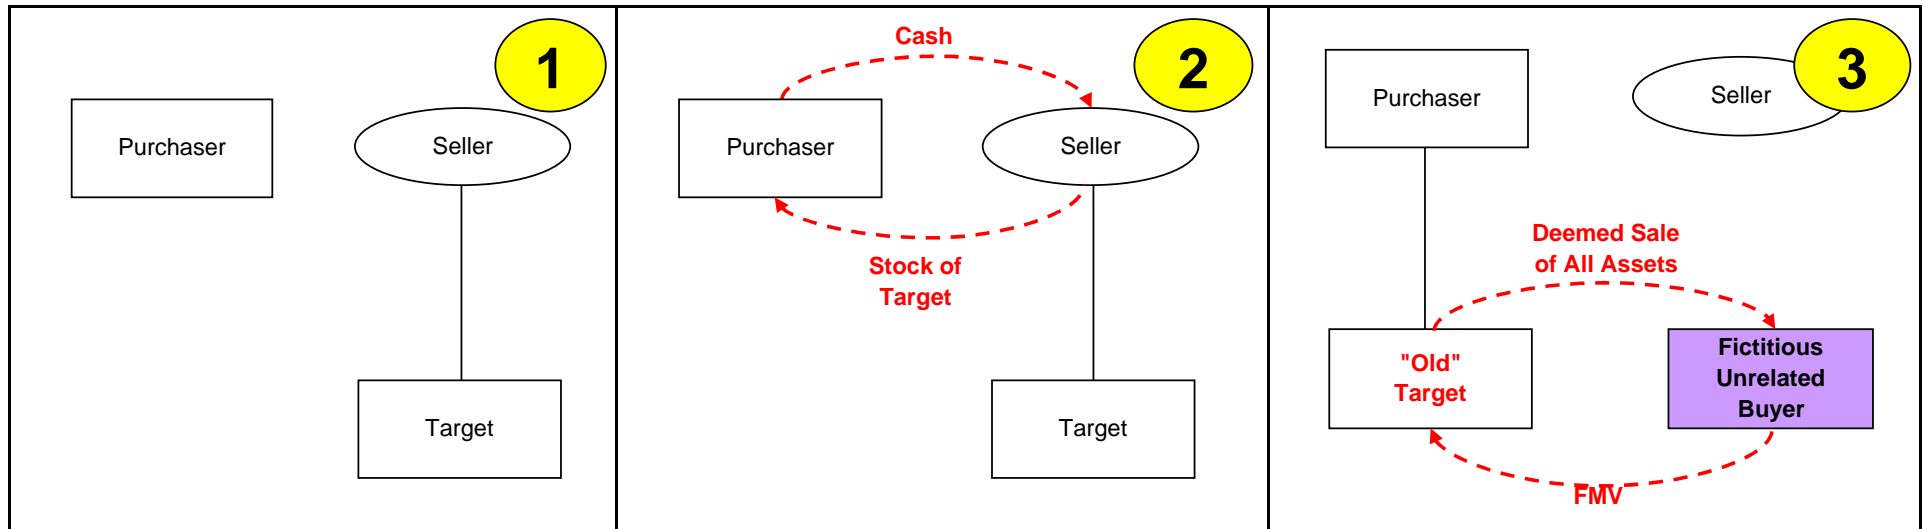 1
Purchaser
Seller
Target
2
Cash
Purchaser
Seller
Stock of
Target
Target
3
Purchaser
Seller
Deemed Sale
of All Assets
"Old"
Target
Fictitious
Unrelated
Buyer
FMV